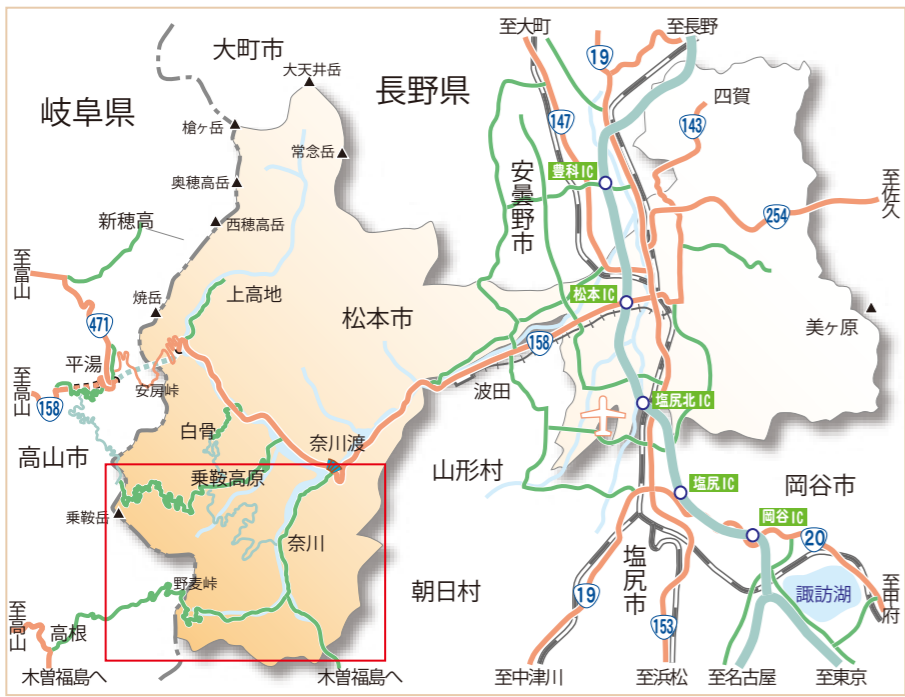 至大町
至長野
大町市
19
大天井岳
長野県
四賀
岐阜県
147
143
槍ヶ岳
常念岳
豊科IC
安曇野市
奥穂高岳
至佐久
新穂高
西穂高岳
254
至富山
上高地
松本IC
焼岳
松本市
美ヶ原
471
158
平湯
至高山
安房峠
波田
158
塩尻北IC
白骨
奈川渡
高山市
山形村
乗鞍高原
塩尻IC
岡谷市
乗鞍岳
岡谷IC
奈川
20
塩尻市
野麦峠
朝日村
諏訪湖
至甲府
19
至高山
高根
153
木曽福島へ
木曽福島へ
至中津川
至浜松
至名古屋
至東京